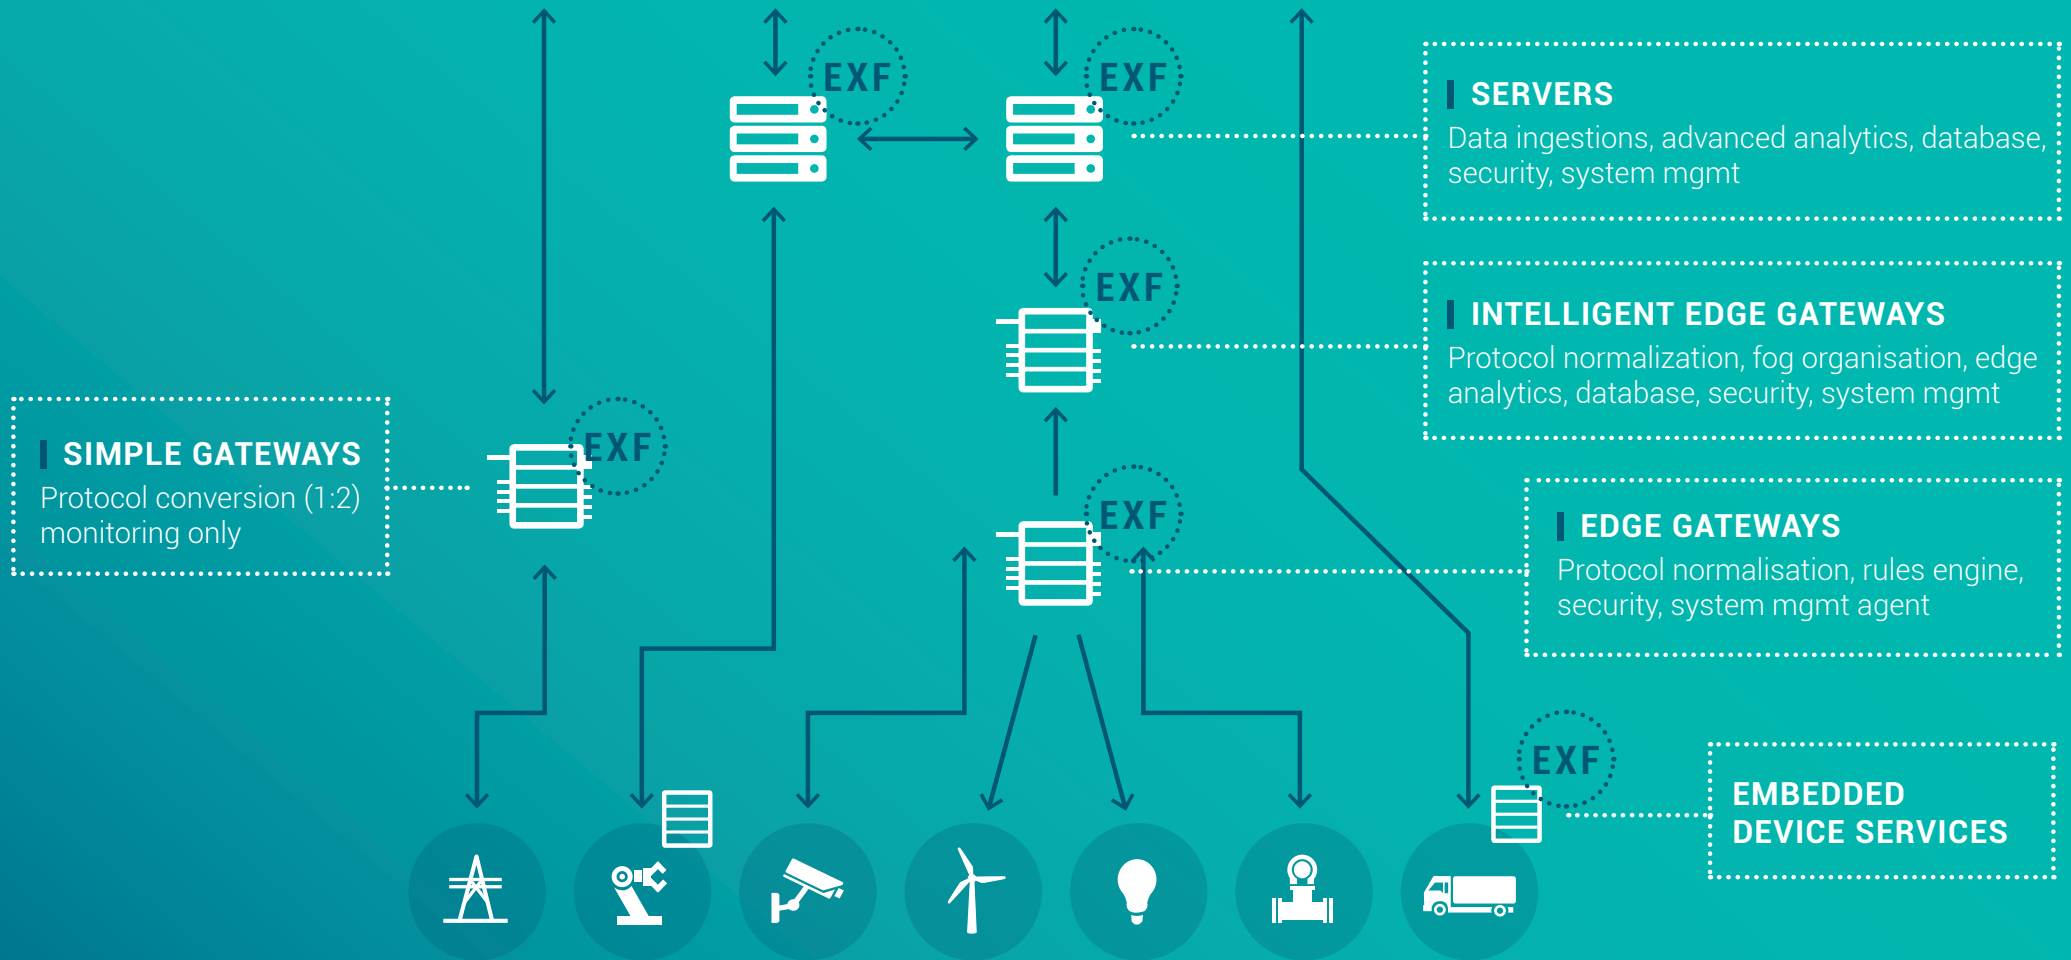 EXF
EXF
SERVERS
Data ingestions, advanced analytics, database,
security, system mgmt
EXF
INTELLIGENT EDGE GATEWAYS
Protocol normalization, fog organisation, edge
analytics, database, security, system mgmt
SIMPLE GATEWAYS
Protocol conversion (1:2)
monitoring only
EXF
EXF
EDGE GATEWAYS
Protocol normalisation, rules engine,
security, system mgmt agent
EXF
EMBEDDED
DEVICE SERVICES